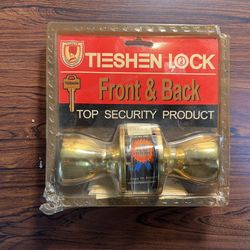 TIESHEN LOCK
Front & Back
TOP SECURITY PRODUCT